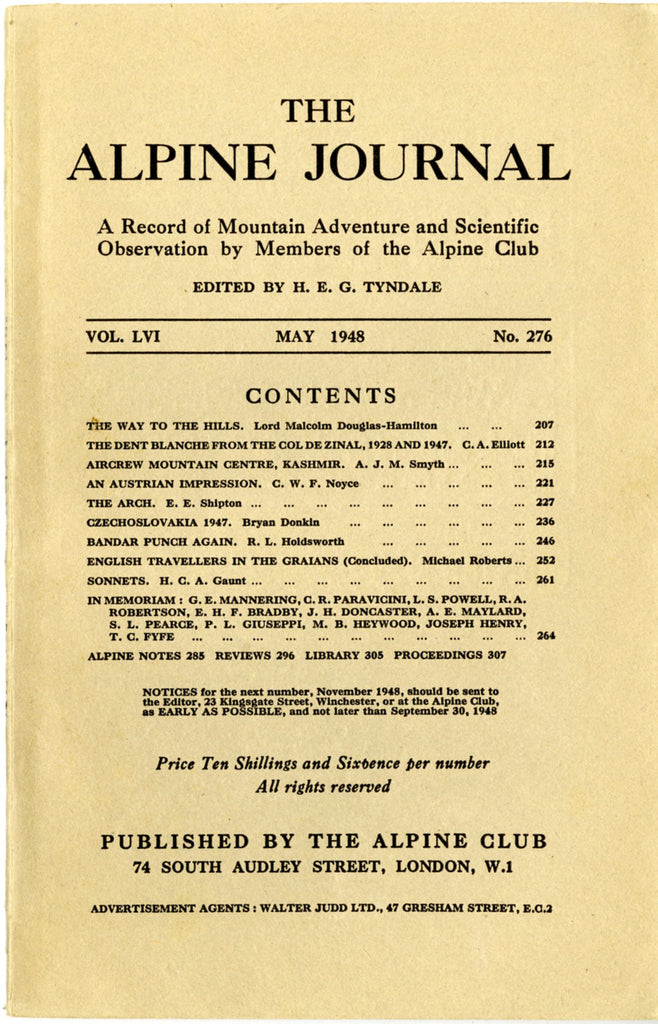 THE
ALPINE JOURNAL
A Record of Mountain Adventure and Scientific
Observation by Members of the Alpine Club
EDITED BY H. E. G. TYNDALE
VOL. LVI MAY 1948 No. 276
CONTENTS
THE WAY TO THE HILLS. Lord Malcolm Douglas-Hamilton ... ... 207
THE DENT BLANCHE FROM THE COL DE ZINAL, 1928 AND 1947. C. A. Elliott 212
AIRCREW MOUNTAIN CENTRE, KASHMIR. A. J. M. Smyth ... ... ... 215
AN AUSTRIAN IMPRESSION. C. W. F. Noyce ... ... ... ... ... 221
THE ARCH. E. E. Shipton ... ... ... ... ... ... ... ... ... 227
CZECHOSLOVAKIA 1947. Bryan Donkin ... ... ... ... ... ... 236
BANDAR PUNCH AGAIN. R. L. Holdsworth ... ... ... ... ... 246
ENGLISH TRAVELLERS IN THE GRAIANS (Concluded). Michael Roberts ... 252
SONNETS. H. C. A. Gaunt ... ... ... ... ... ... ... ... ... 261
IN MEMORIAM : G. E. MANNERING, C. R. PARAVICINI, L. S. POWELL, R. A.
ROBERTSON, E. H. F. BRADBY, J. H. DONCASTER, A. E. MAYLARD,
S. L. PEARCE, P. L. GIUSEPPI, M. B. HEYWOOD, JOSEPH HENRY,
T. C. FYFE ... ... ... ... ... ... ... ... ... ... ... 264
ALPINE NOTES 285 REVIEWS 296 LIBRARY 305 PROCEEDINGS 307
NOTICES for the next number, November 1948, should be sent to
the Editor, 23 Kingsgate Street, Winchester, or at the Alpine Club,
as EARLY AS POSSIBLE, and not later than September 30, 1948
Price Ten Shillings and Sixpence per number
All rights reserved
PUBLISHED BY THE ALPINE CLUB
74 SOUTH AUDLEY STREET, LONDON, W.1
ADVERTISEMENT AGENTS : WALTER JUDD LTD., 47 GRESHAM STREET, E.C.2